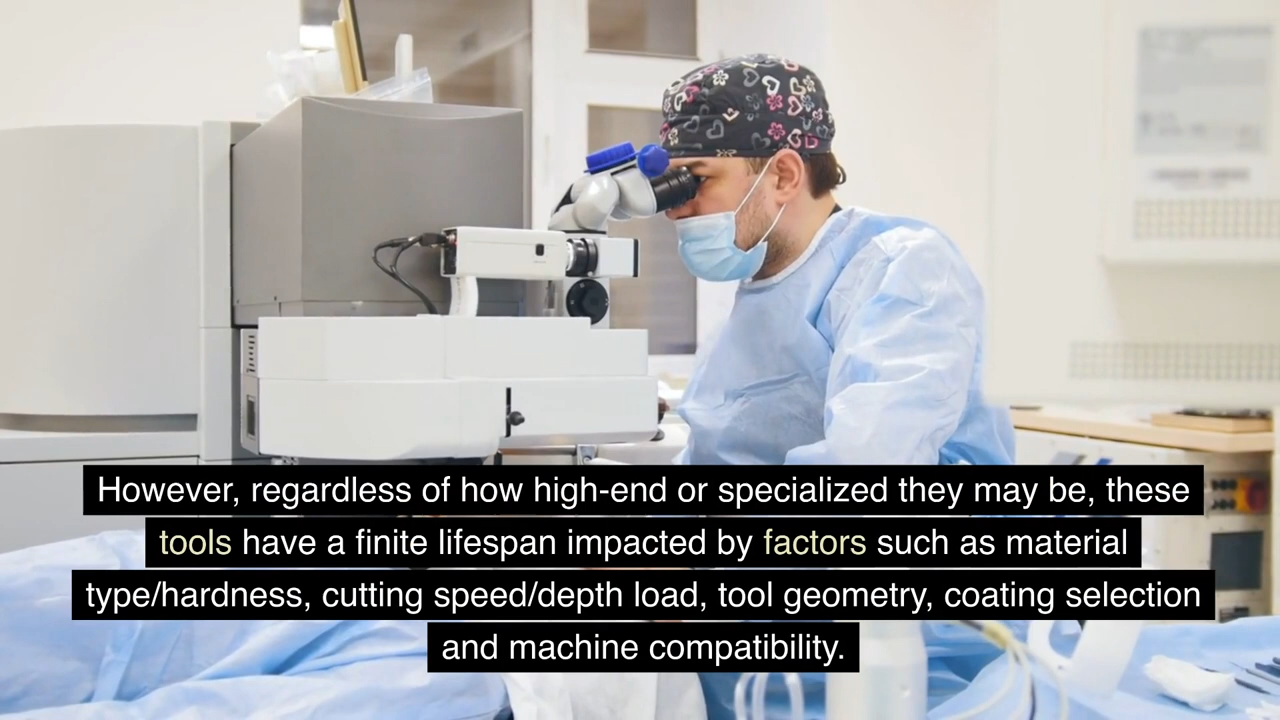 However, regardless of how high-end or specialized they may be, these
tools have a finite lifespan impacted by factors such as material
type/hardness, cutting speed/depth load, tool geometry, coating selection
and machine compatibility.